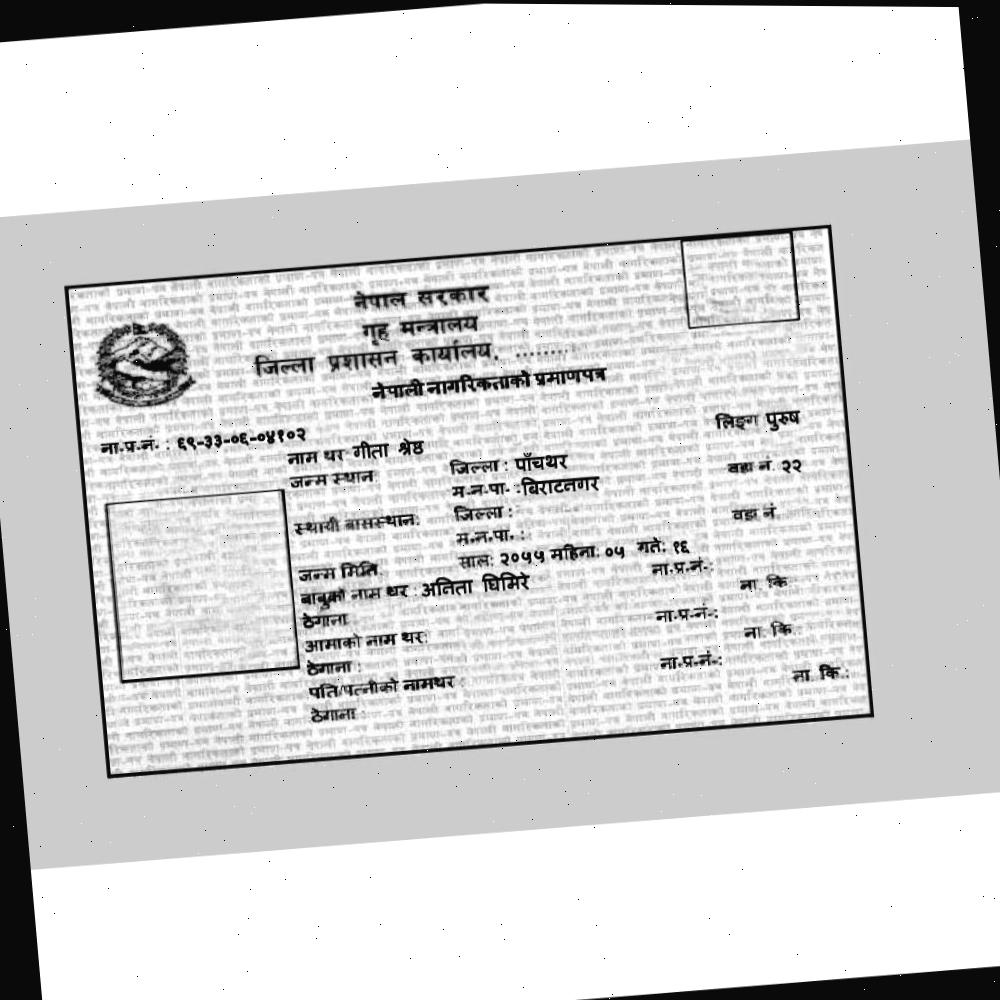 नेपाल सरकार
गृह मन्त्रालय
जिल्ला प्रशासन कार्यालय, ........
नेपाली नागरिकताको प्रमाणपत्र
ना.प्र.नं. : ६९-३३-०६-०४१०२ लिङ्ग पुरुष
नाम थर गीता श्रेष्ठ
जन्म स्थान: जिल्ला : पाँचथर
म.न.पा. :बिराटनगर वडा नं. २२
स्थायी बासस्थान: जिल्ला :
म.न.पा. : वडा नं
जन्म मिति: साल: २०५५ महिना: ०५ गते: १६
बाबुको नाम थर : अनिता घिमिरे ना.प्र.नं.:
ठेगाना : ना. कि
आमाको नाम थर: ना.प्र.नं.:
ठेगाना : ना. कि.
पति/पत्नीको नामथर : ना.प्र.नं.:
ठेगाना : ना. कि.: